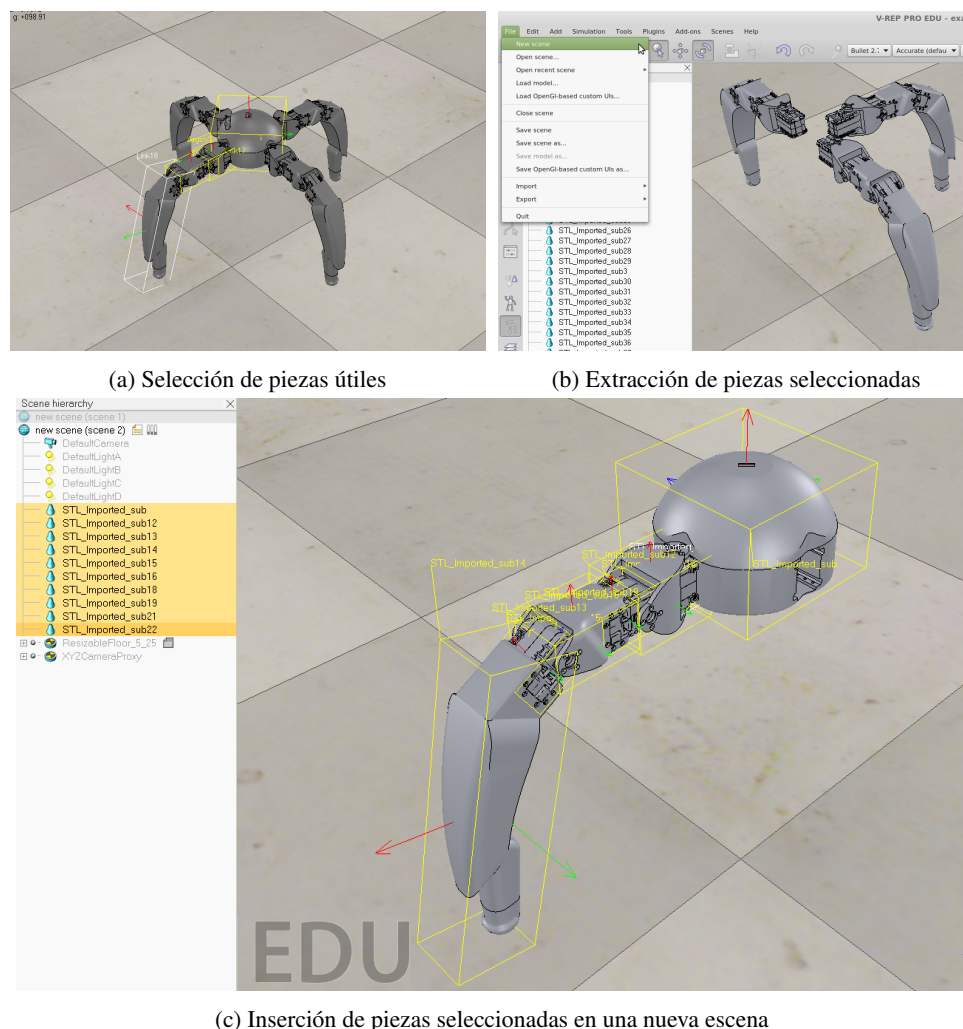 g: +098.91
Link18
V-REP PRO EDU - exa
File Edit Add Simulation Tools Plugins Add-ons Scenes Help
New scene
Open scene...
Open recent scene
Load model...
Load OpenGl-based custom UIs...
Close scene
Save scene
Save scene as...
Save model as...
Save OpenGl-based custom UIs as...
Import
Export
Quit
Bullet 2.7 Accurate (defau
STL_Imported_sub26
STL_Imported_sub27
STL_Imported_sub28
STL_Imported_sub29
STL_Imported_sub3
STL_Imported_sub30
STL_Imported_sub31
STL_Imported_sub32
STL_Imported_sub33
STL_Imported_sub34
STL_Imported_sub35
STL_Imported_sub36
(a) Selección de piezas útiles
(b) Extracción de piezas seleccionadas
Scene hierarchy
new scene (scene 1)
new scene (scene 2)
DefaultCamera
DefaultLightA
DefaultLightB
DefaultLightC
DefaultLightD
STL_Imported_sub
STL_Imported_sub12
STL_Imported_sub13
STL_Imported_sub14
STL_Imported_sub15
STL_Imported_sub16
STL_Imported_sub18
STL_Imported_sub19
STL_Imported_sub21
STL_Imported_sub22
ResizableFloor_5_25
XYZCameraProxy
STL_Imported_sub14
STL_Imported_sub
STL_Imported_sub13
EDU
(c) Inserción de piezas seleccionadas en una nueva escena